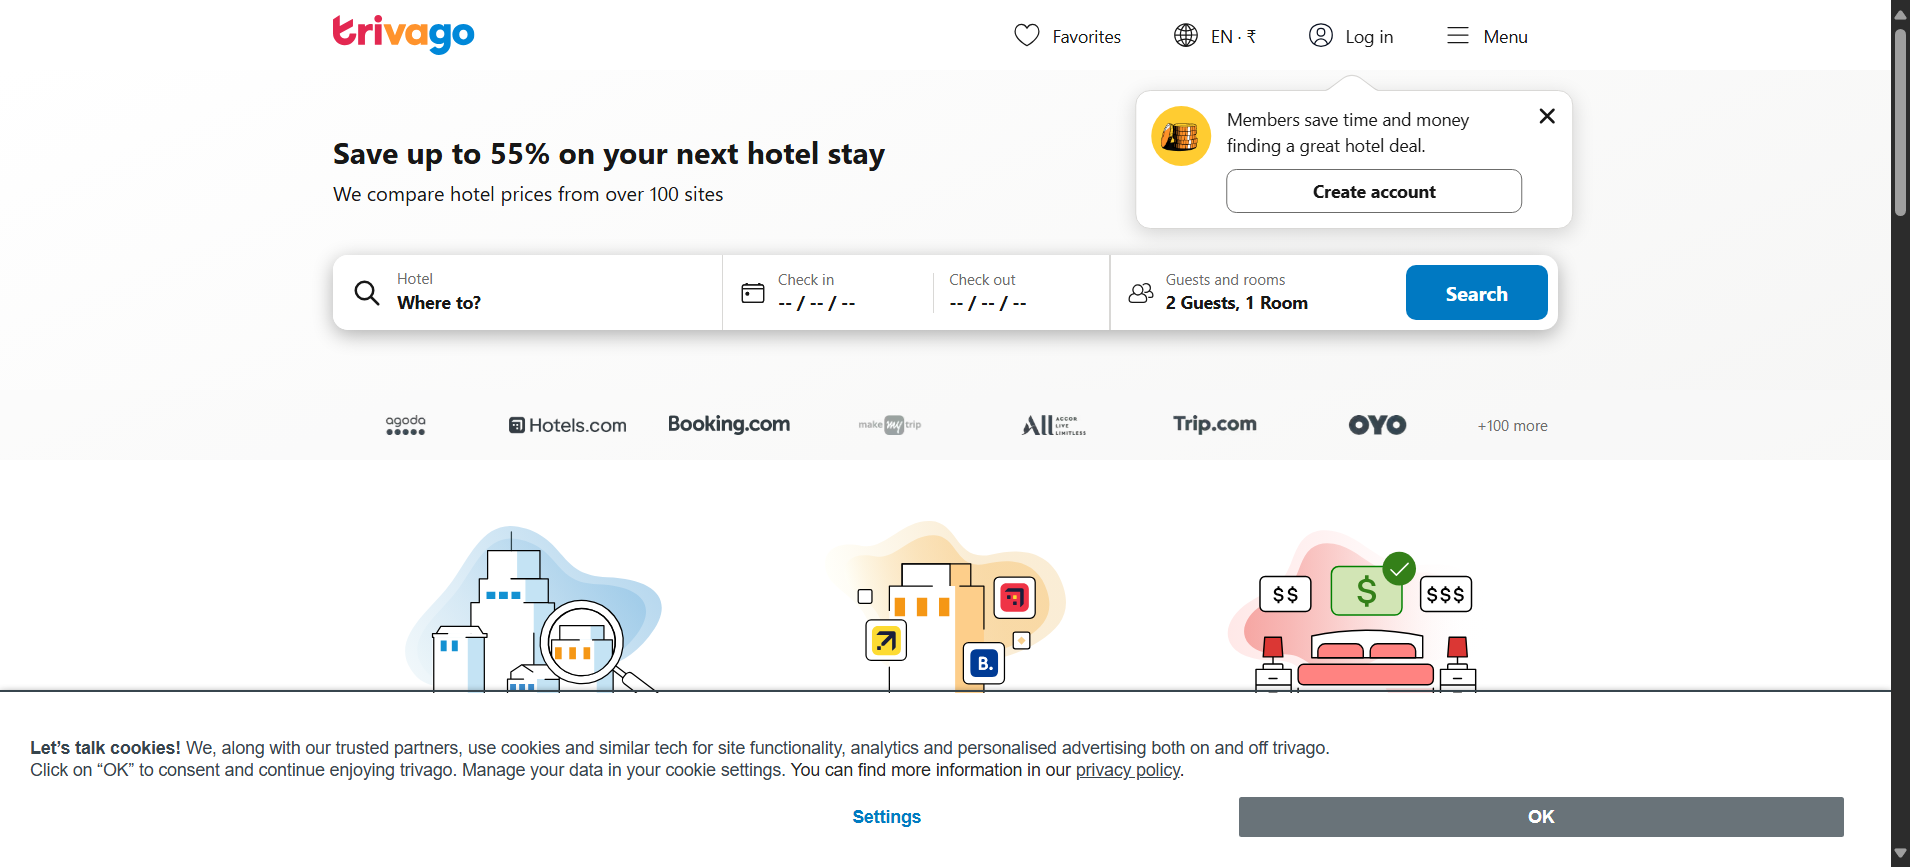 trivago
Favorites
EN · ₹
Log in
Menu
Members save time and money
finding a great hotel deal.
Create account
Save up to 55% on your next hotel stay
We compare hotel prices from over 100 sites
Hotel
Where to?
Check in
-- / -- / --
Check out
-- / -- / --
Guests and rooms
2 Guests, 1 Room
Search
agoda
Hotels.com
Booking.com
make my trip
ALL ACCOR LIVE LIMITLESS
Trip.com
OYO
+100 more
B.
$$
$
$$$
Let's talk cookies! We, along with our trusted partners, use cookies and similar tech for site functionality, analytics and personalised advertising both on and off trivago.
Click on “OK” to consent and continue enjoying trivago. Manage your data in your cookie settings. You can find more information in our privacy policy.
Settings
OK